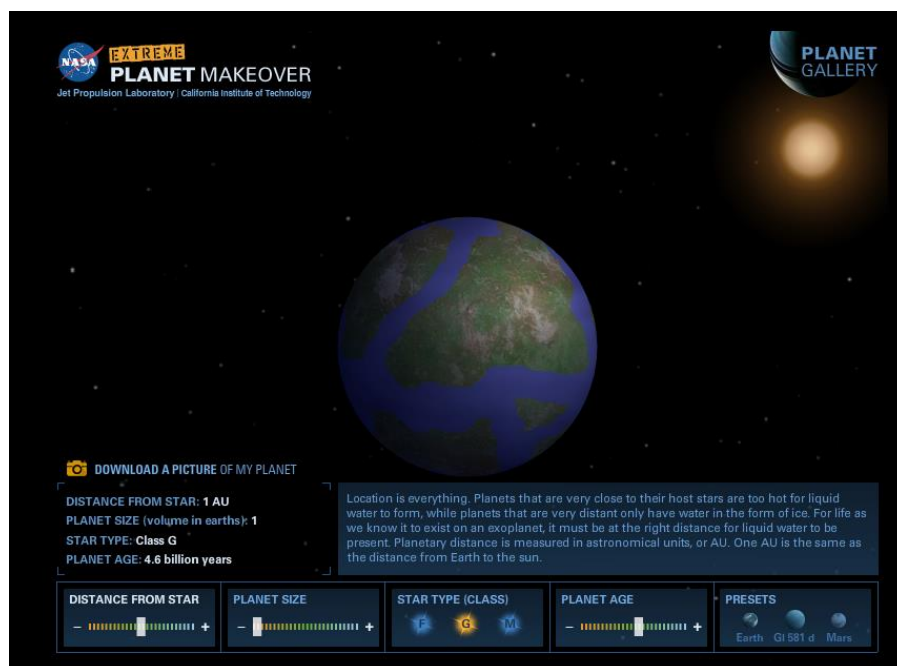 NASA
EXTREME
PLANET MAKEOVER
Jet Propulsion Laboratory | California Institute of Technology
PLANET
GALLERY
DOWNLOAD A PICTURE OF MY PLANET
DISTANCE FROM STAR: 1 AU
PLANET SIZE (volume in earths): 1
STAR TYPE: Class G
PLANET AGE: 4.6 billion years
Location is everything. Planets that are very close to their host stars are too hot for liquid
water to form, while planets that are very distant only have water in the form of ice. For life as
we know it to exist on an exoplanet, it must be at the right distance for liquid water to be
present. Planetary distance is measured in astronomical units, or AU. One AU is the same as
the distance from Earth to the sun.
DISTANCE FROM STAR
- +
PLANET SIZE
- +
STAR TYPE (CLASS)
F G M
PLANET AGE
- +
PRESETS
Earth Gl 581 d Mars